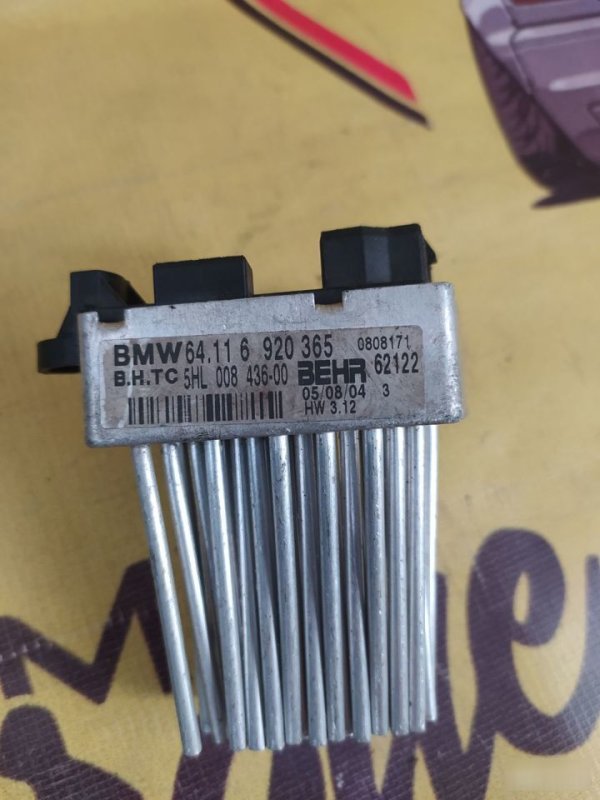 BMW 64.11 6 920 365 0808171
B.H.TC 5HL 008 436-00 BEHR 62122
05/08/04 3
HW 3.12